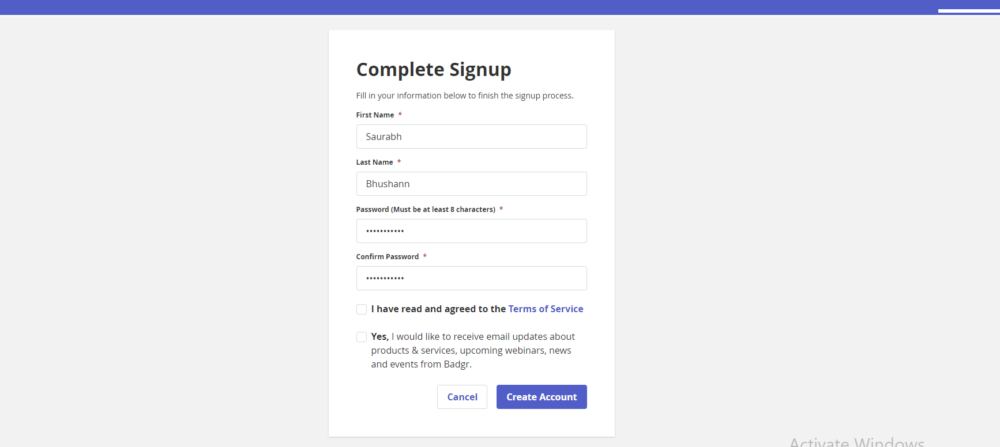 Complete Signup
Fill in your information below to finish the signup process.
First Name *
Saurabh
Last Name *
Bhushann
Password (Must be at least 8 characters) *
•••••••••••
Confirm Password *
•••••••••••
I have read and agreed to the Terms of Service
Yes, I would like to receive email updates about
products & services, upcoming webinars, news
and events from Badgr.
Cancel Create Account
Activate Windows